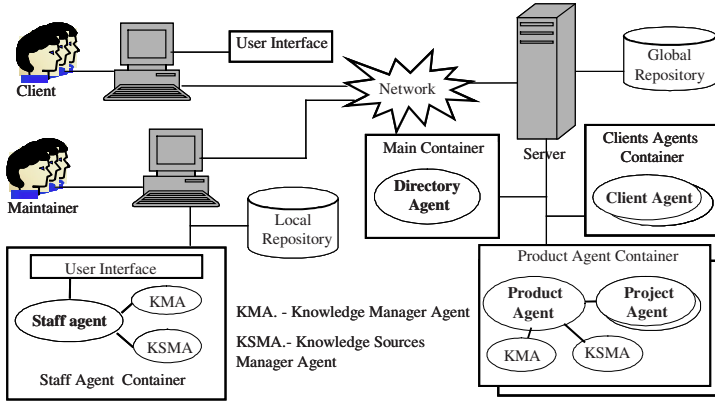 User Interface
Client
Network
Global
Repository
Server
Main Container
Directory
Agent
Clients Agents
Container
Client Agent
Maintainer
Local
Repository
User Interface
Staff agent
KMA
KSMA
Staff Agent Container
KMA. - Knowledge Manager Agent
KSMA.- Knowledge Sources
Manager Agent
Product Agent Container
Product
Agent
Project
Agent
KMA
KSMA